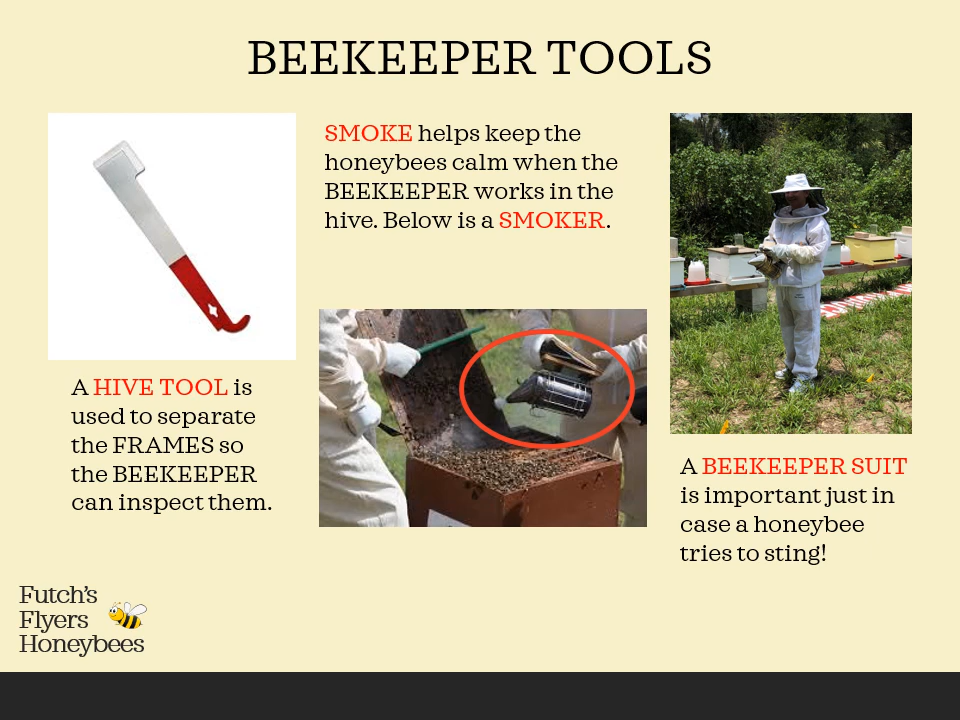 BEEKEEPER TOOLS
SMOKE helps keep the
honeybees calm when the
BEEKEEPER works in the
hive. Below is a SMOKER.
A HIVE TOOL is
used to separate
the FRAMES so
the BEEKEEPER
can inspect them.
A BEEKEEPER SUIT
is important just in
case a honeybee
tries to sting!
Futch's
Flyers
Honeybees